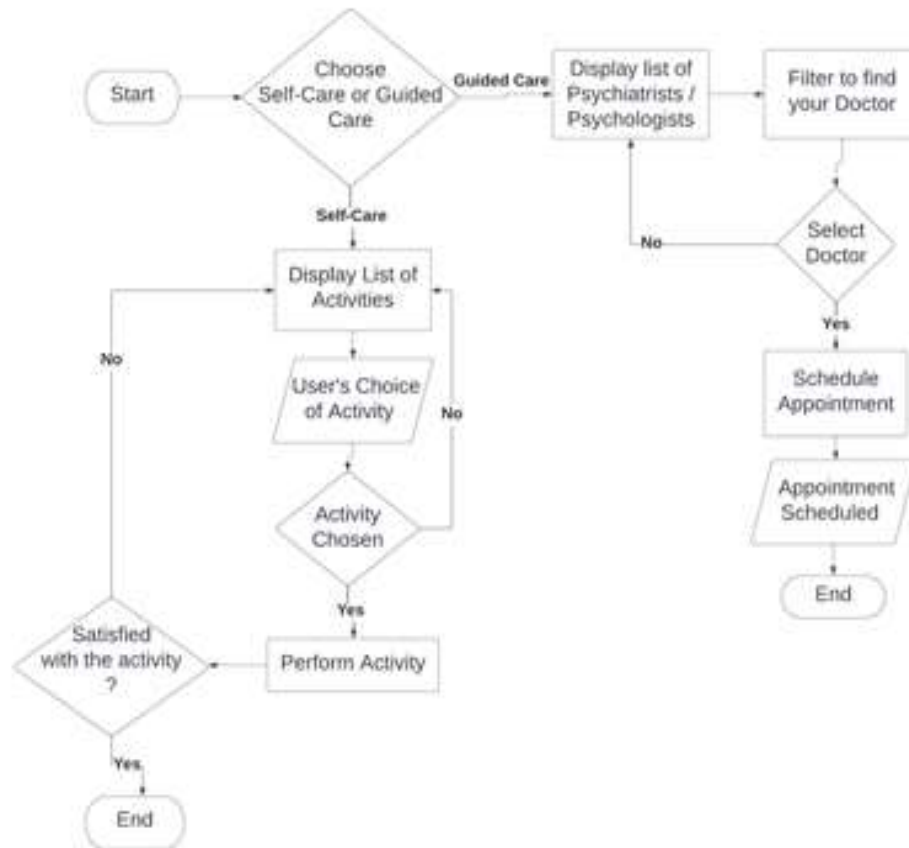 Start
Choose
Self-Care or Guided
Care
Guided Care
Display list of
Psychiatrists /
Psychologists
Filter to find
your Doctor
Self-Care
No
Select
Doctor
Display List of
Activities
Yes
No
User's Choice
of Activity
No
Schedule
Appointment
Activity
Chosen
Appointment
Scheduled
Yes
End
Satisfied
with the activity
?
Perform Activity
Yes
End